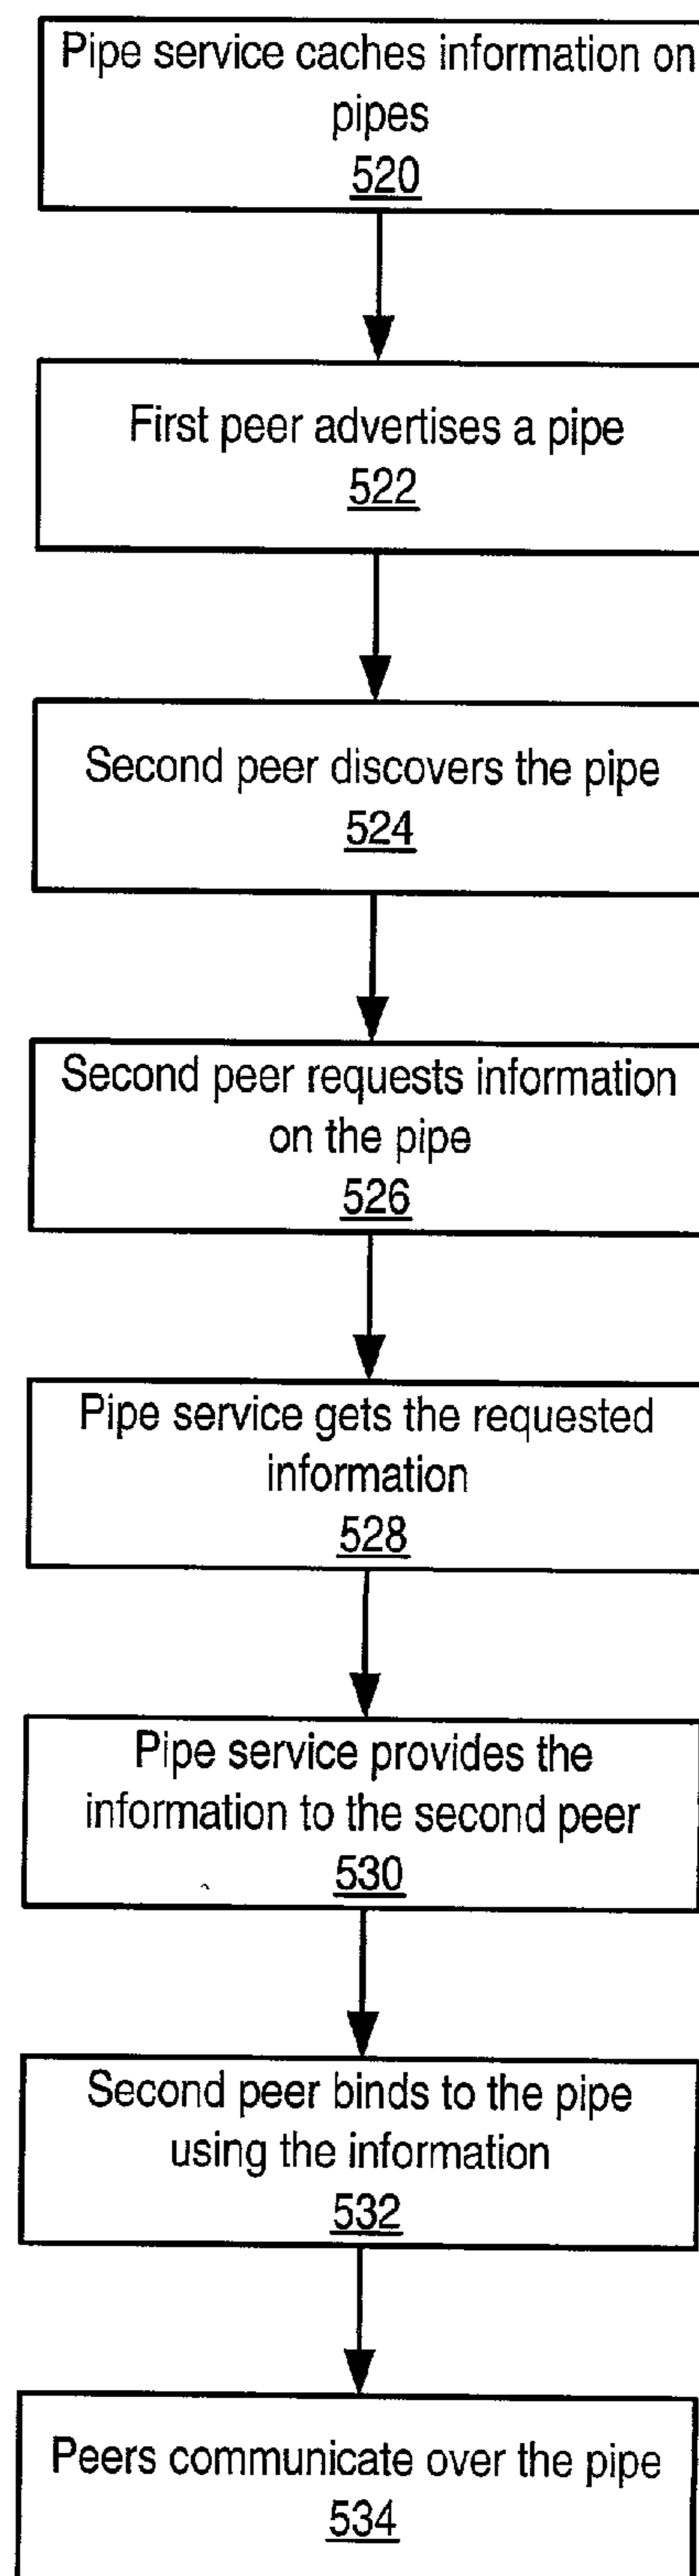 Pipe service caches information on
pipes
520
First peer advertises a pipe
522
Second peer discovers the pipe
524
Second peer requests information
on the pipe
526
Pipe service gets the requested
information
528
Pipe service provides the
information to the second peer
530
Second peer binds to the pipe
using the information
532
Peers communicate over the pipe
534